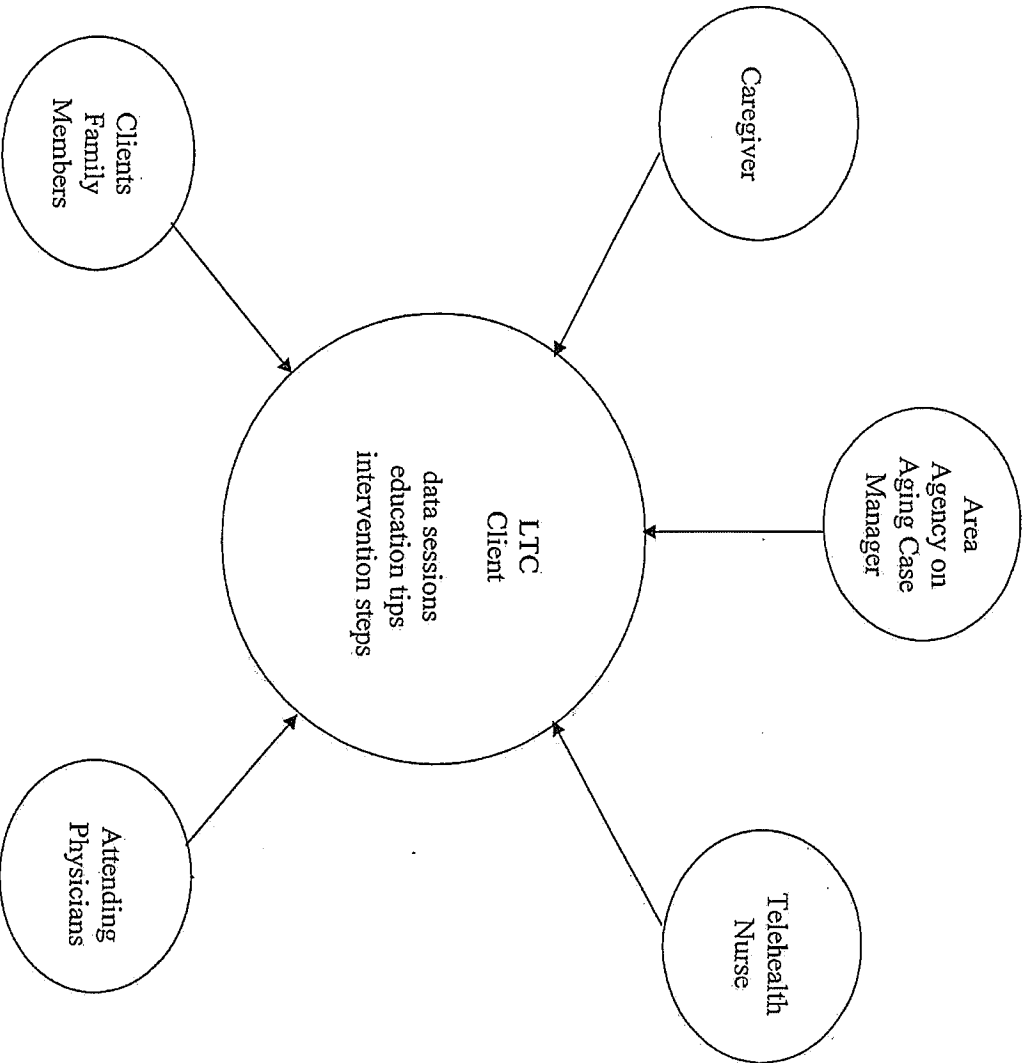 Area
Agency on
Aging Case
Manager
Caregiver
Telehealth
Nurse
LTC
Client
data sessions
education tips
intervention steps
Clients
Family
Members
Attending
Physicians